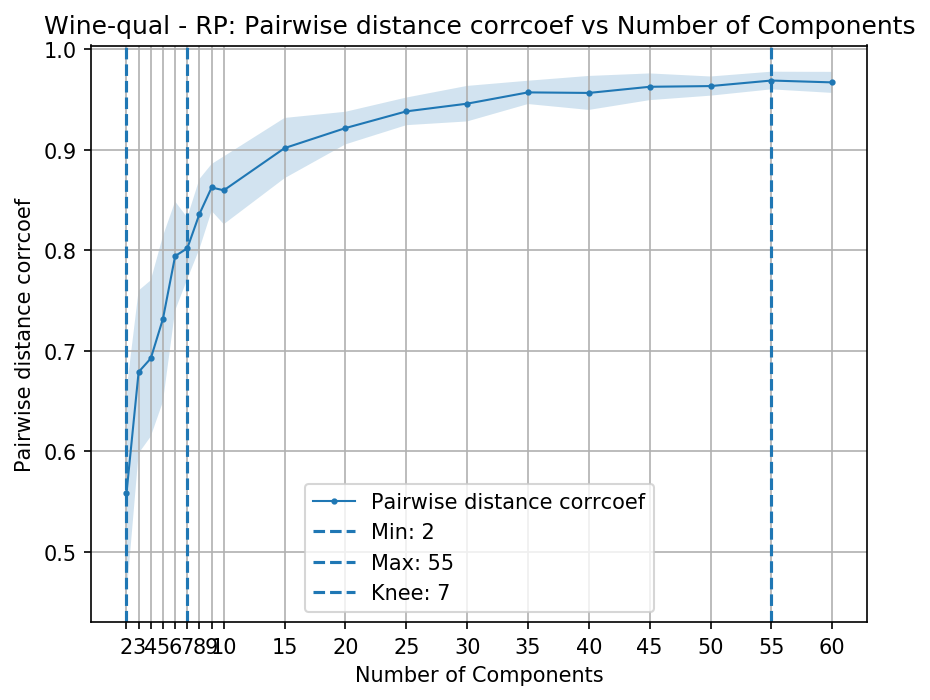 Wine-qual - RP: Pairwise distance corrcoef vs Number of Components
Pairwise distance corrcoef
1.0
0.9
0.8
0.7
0.6
0.5
Pairwise distance corrcoef
Min: 2
Max: 55
Knee: 7
2 3 4 5 6 7 8 9 10 15 20 25 30 35 40 45 50 55 60
Number of Components